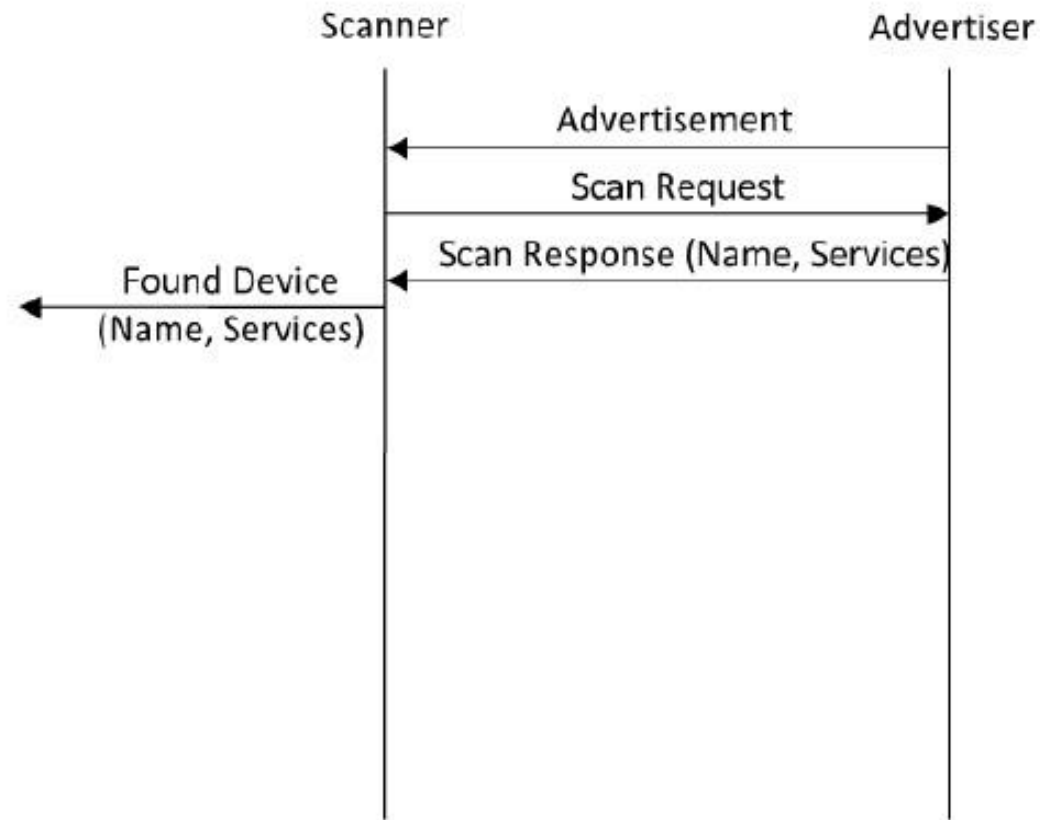 Scanner
Advertiser
Advertisement
Scan Request
Scan Response (Name, Services)
Found Device
(Name, Services)